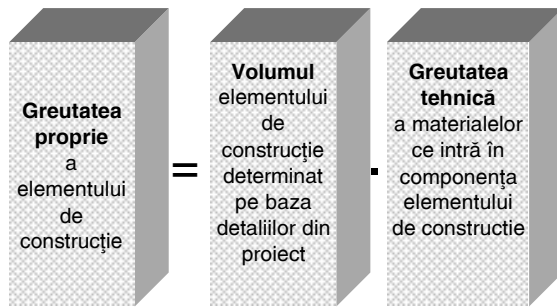 Greutatea
proprie
a
elementului
de
construcţie
=
Volumul
elementului
de
construcţie
determinat
pe baza
detaliilor din
proiect
·
Greutatea
tehnică
a materialelor
ce intră în
componenţa
elementului
de constructie